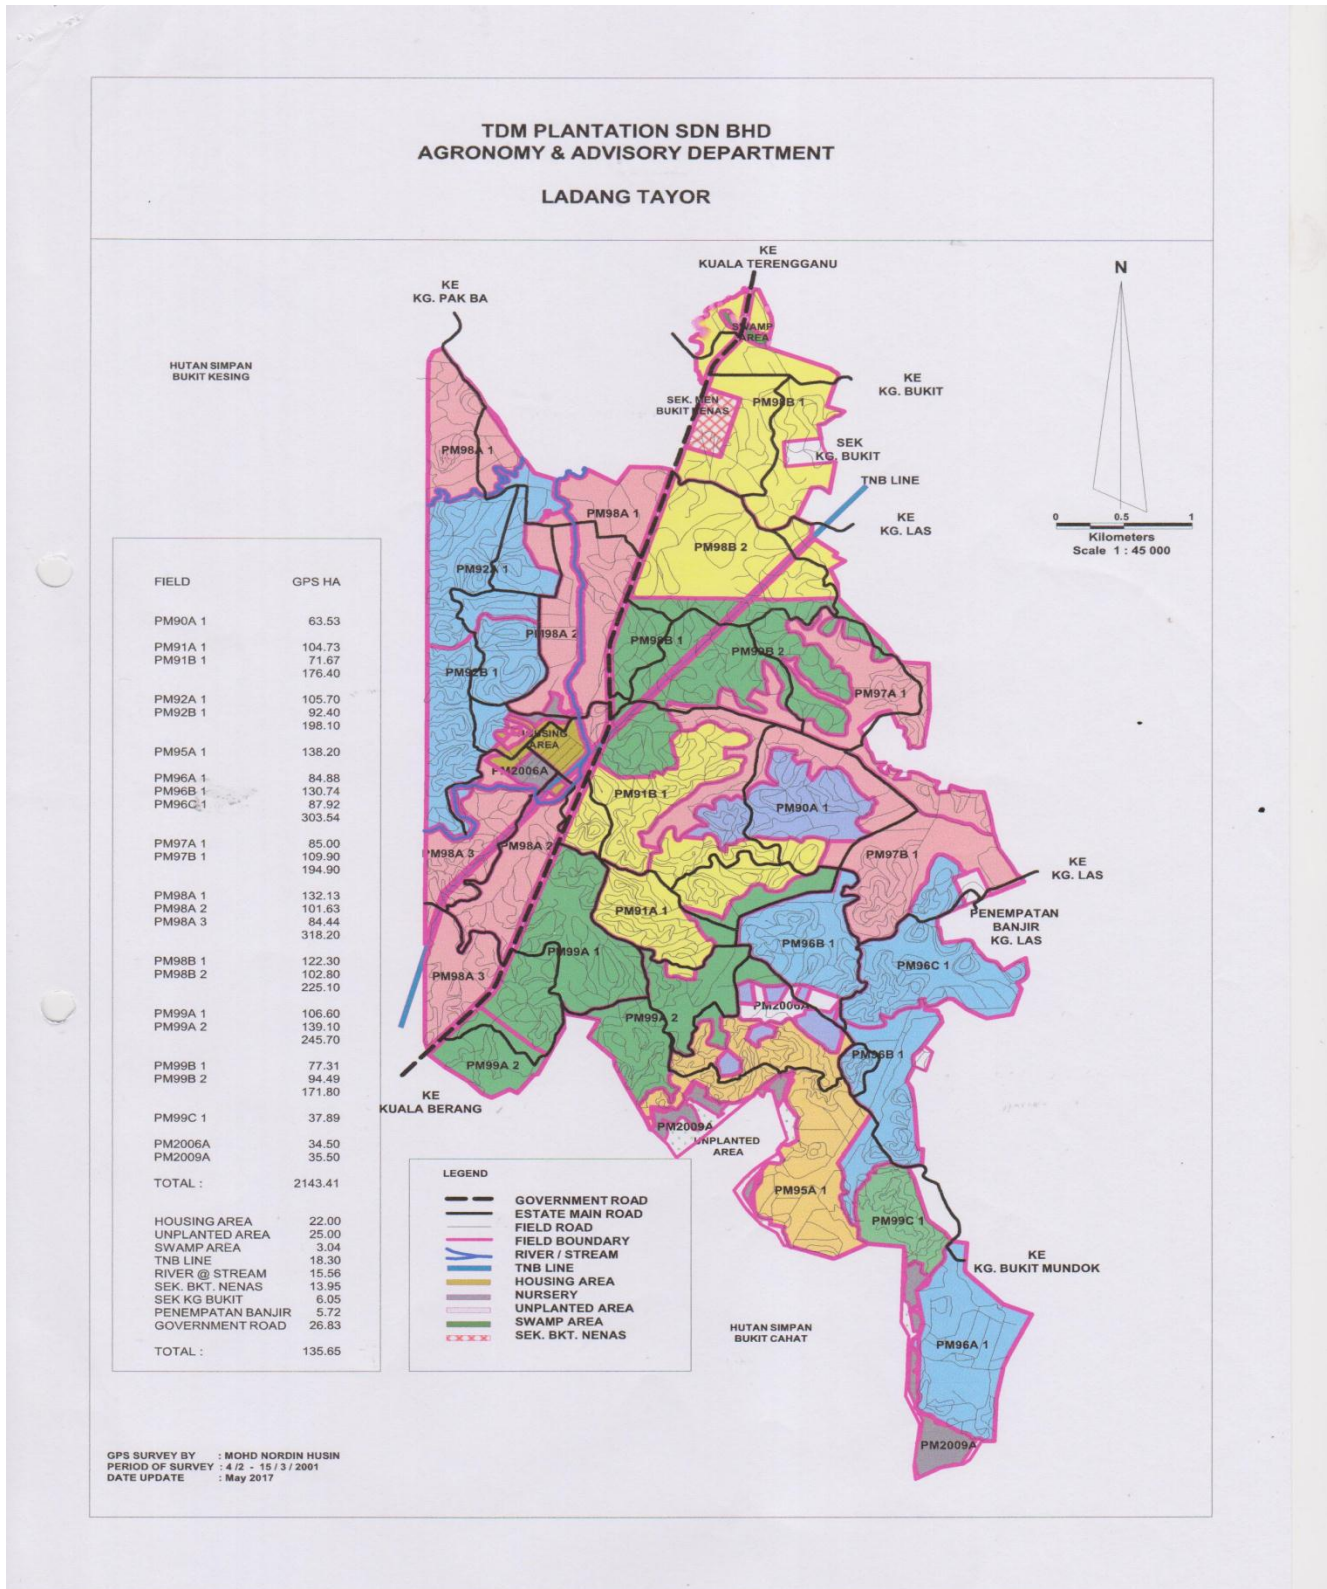 TDM PLANTATION SDN BHD
AGRONOMY & ADVISORY DEPARTMENT
LADANG TAYOR
KE
KUALA TERENGGANU
KE
KG. PAK BA
N
HUTAN SIMPAN
BUKIT KESING
SWAMP
AREA
KE
KG. BUKIT
SEK. MEN
BUKIT NENAS
PM98B 1
SEK
KG. BUKIT
PM98A 1
TNB LINE
PM98A 1
KE
KG. LAS
0 0.5 1
Kilometers
Scale 1 : 45 000
PM98B 2
PM92A 1
PM98A 2
PM98B 1
PM99B 2
PM92B 1
PM97A 1
HOUSING
AREA
PM2006A
PM91B 1
PM90A 1
PM98A 3
PM98A 2
PM97B 1
KE
KG. LAS
PM91A 1
PENEMPATAN
BANJIR
KG. LAS
PM96B 1
PM99A 1
PM96C 1
PM98A 3
PM2006A
PM99A 2
PM96B 1
PM99A 2
KE
KUALA BERANG
PM2009A
UNPLANTED
AREA
PM95A 1
PM99C 1
KE
KG. BUKIT MUNDOK
HUTAN SIMPAN
BUKIT CAHAT
PM96A 1
PM2009A
FIELD GPS HA
PM90A 1 63.53
PM91A 1 104.73
PM91B 1 71.67
176.40
PM92A 1 105.70
PM92B 1 92.40
198.10
PM95A 1 138.20
PM96A 1 84.88
PM96B 1 130.74
PM96C 1 87.92
303.54
PM97A 1 85.00
PM97B 1 109.90
194.90
PM98A 1 132.13
PM98A 2 101.63
PM98A 3 84.44
318.20
PM98B 1 122.30
PM98B 2 102.80
225.10
PM99A 1 106.60
PM99A 2 139.10
245.70
PM99B 1 77.31
PM99B 2 94.49
171.80
PM99C 1 37.89
PM2006A 34.50
PM2009A 35.50
TOTAL : 2143.41
HOUSING AREA 22.00
UNPLANTED AREA 25.00
SWAMP AREA 3.04
TNB LINE 18.30
RIVER @ STREAM 15.56
SEK. BKT. NENAS 13.95
SEK KG BUKIT 6.05
PENEMPATAN BANJIR 5.72
GOVERNMENT ROAD 26.83
TOTAL : 135.65
LEGEND
GOVERNMENT ROAD
ESTATE MAIN ROAD
FIELD ROAD
FIELD BOUNDARY
RIVER / STREAM
TNB LINE
HOUSING AREA
NURSERY
UNPLANTED AREA
SWAMP AREA
SEK. BKT. NENAS
GPS SURVEY BY : MOHD NORDIN HUSIN
PERIOD OF SURVEY : 4 /2 - 15 / 3 / 2001
DATE UPDATE : May 2017